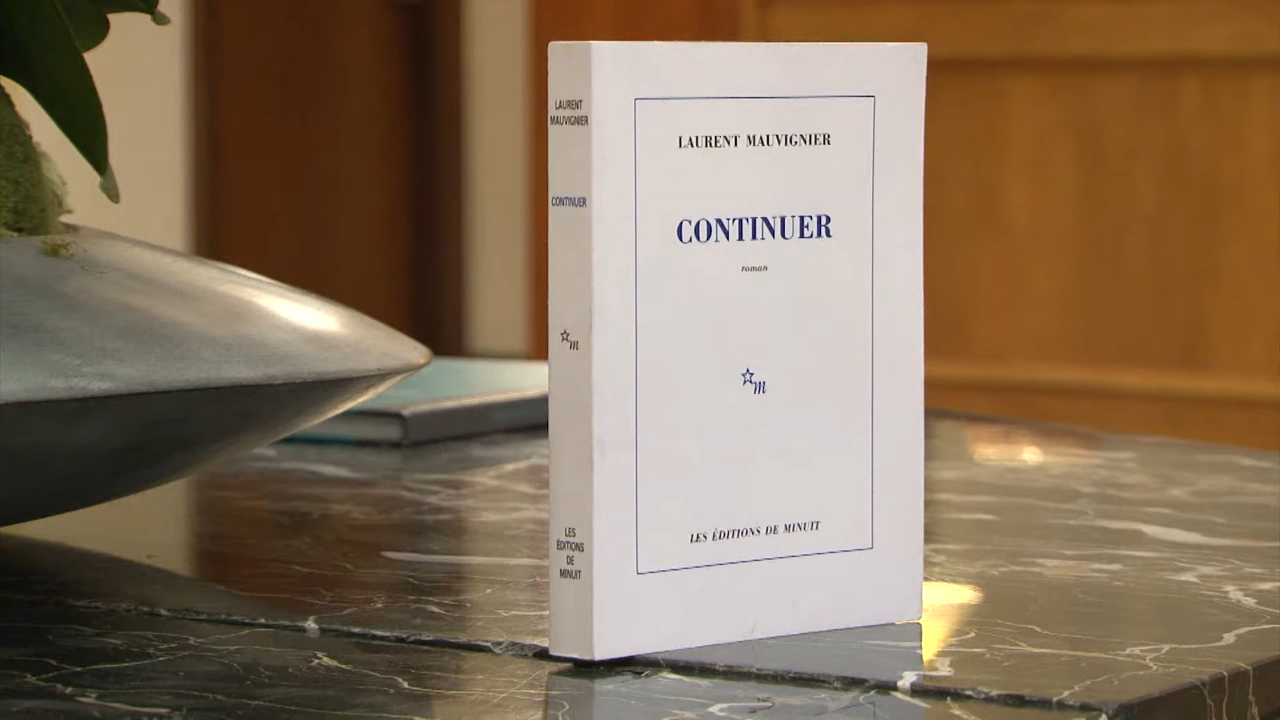 LAURENT
MAUVIGNIER
CONTINUER
m
LES
ÉDITIONS
DE
MINUIT
LAURENT MAUVIGNIER
CONTINUER
roman
m
LES ÉDITIONS DE MINUIT